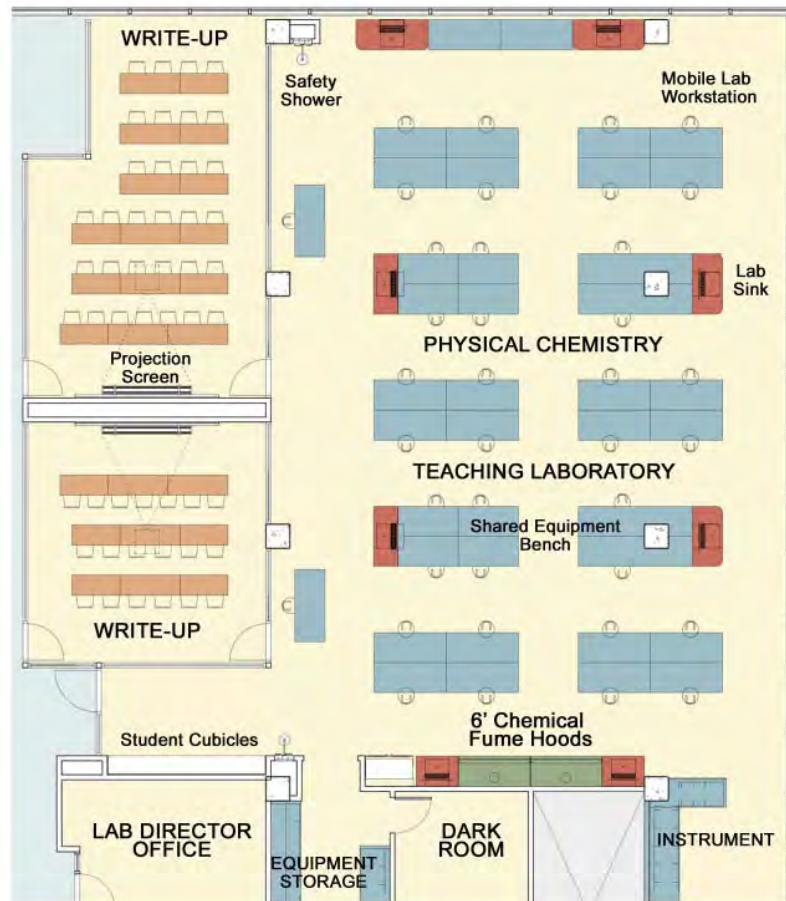 WRITE-UP
Safety
Shower
Mobile Lab
Workstation
Lab
Sink
PHYSICAL CHEMISTRY
Projection
Screen
TEACHING LABORATORY
Shared Equipment
Bench
WRITE-UP
6' Chemical
Fume Hoods
Student Cubicles
LAB DIRECTOR
OFFICE
EQUIPMENT
STORAGE
DARK
ROOM
INSTRUMENT